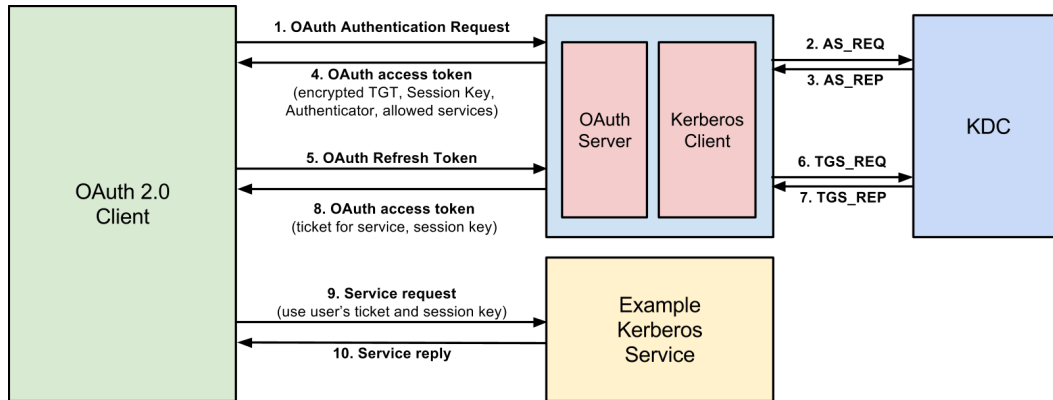 1. OAuth Authentication Request
2. AS_REQ
4. OAuth access token
(encrypted TGT, Session Key,
Authenticator, allowed services)
3. AS_REP
OAuth
Server
Kerberos
Client
KDC
OAuth 2.0
Client
5. OAuth Refresh Token
6. TGS_REQ
7. TGS_REP
8. OAuth access token
(ticket for service, session key)
9. Service request
(use user's ticket and session key)
10. Service reply
Example
Kerberos
Service